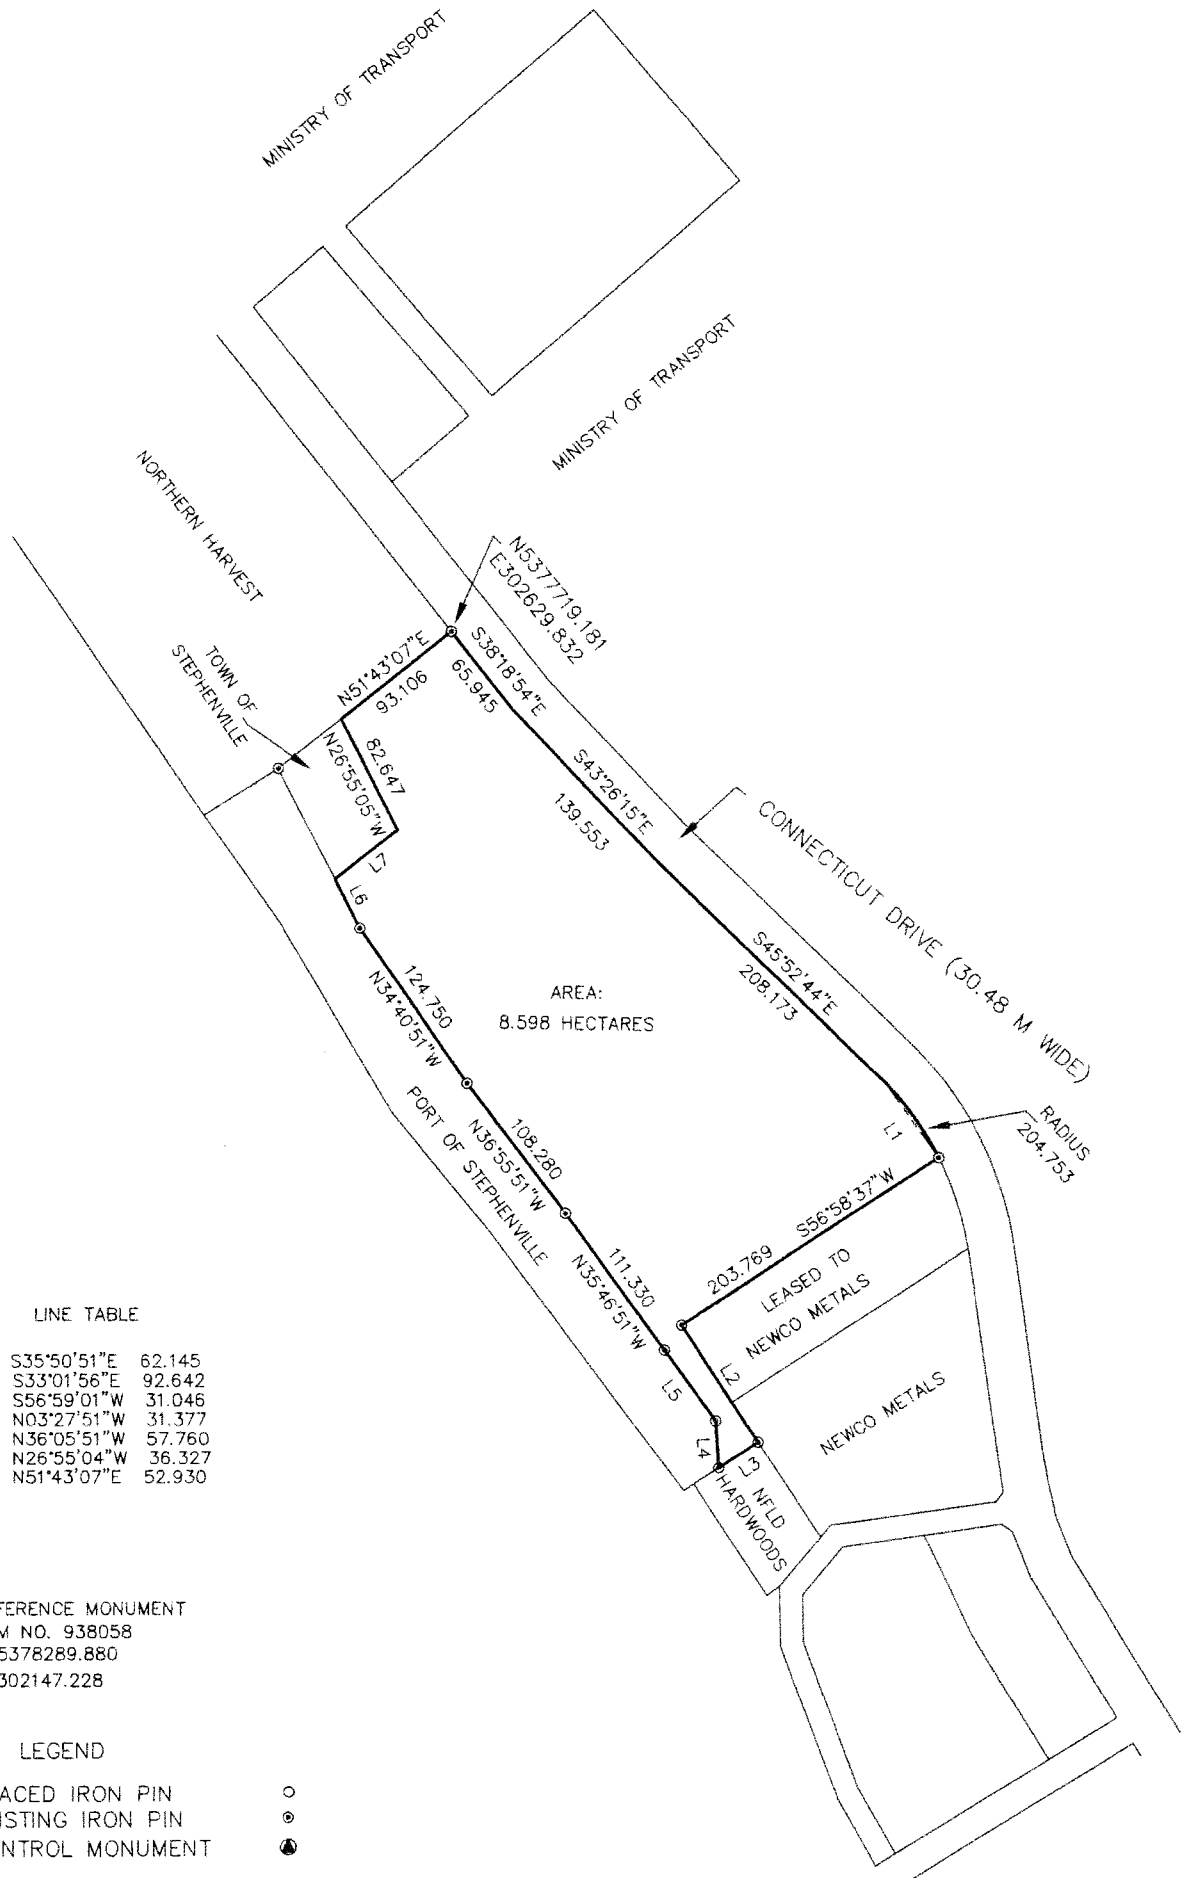 MINISTRY OF TRANSPORT
MINISTRY OF TRANSPORT
NORTHERN HARVEST
N5377719.181
E302629.832
TOWN OF
STEPHENVILLE
N51°43'07"E
93.106
S38°18'54"E
65.945
82.647
N26°55'05"W
S43°26'15"E
139.553
CONNECTICUT DRIVE (30.48 M WIDE)
L7
L6
S45°52'44"E
208.173
AREA:
8.598 HECTARES
124.750
N34°40'51"W
RADIUS
204.753
L1
PORT OF STEPHENVILLE
108.280
N36°55'51"W
S56°58'37"W
203.769
111.330
N35°46'51"W
LEASED TO
NEWCO METALS
L2
L5
NEWCO METALS
L4
L3
NFLD
HARDWOODS
LINE TABLE
S35°50'51"E 62.145
S33°01'56"E 92.642
S56°59'01"W 31.046
N03°27'51"W 31.377
N36°05'51"W 57.760
N26°55'04"W 36.327
N51°43'07"E 52.930
FERENCE MONUMENT
M NO. 938058
5378289.880
302147.228
LEGEND
ACED IRON PIN
ISTING IRON PIN
NTROL MONUMENT